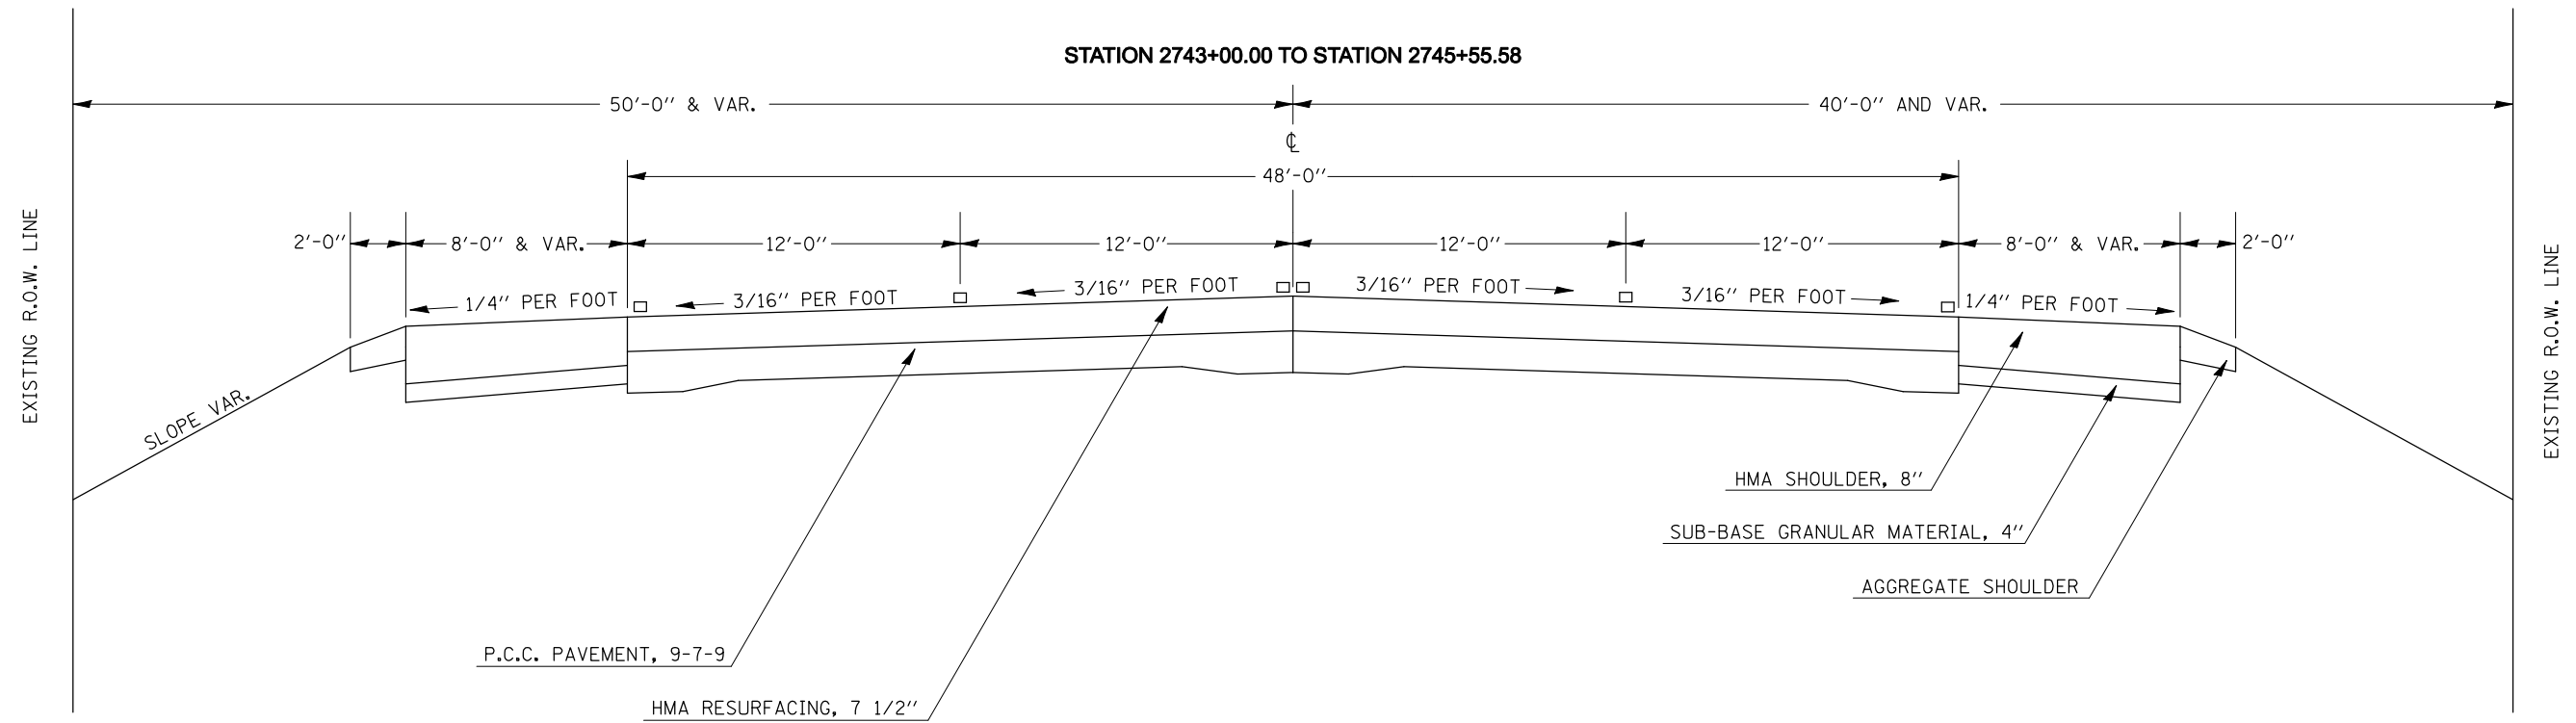 STATION 2743+00.00 TO STATION 2745+55.58
50'-0" & VAR.
40'-0" AND VAR.
℄
48'-0"
EXISTING R.O.W. LINE
2'-0"
8'-0" & VAR.
12'-0"
12'-0"
12'-0"
12'-0"
8'-0" & VAR.
2'-0"
EXISTING R.O.W. LINE
1/4" PER FOOT
3/16" PER FOOT
3/16" PER FOOT
3/16" PER FOOT
3/16" PER FOOT
1/4" PER FOOT
SLOPE VAR.
HMA SHOULDER, 8"
SUB-BASE GRANULAR MATERIAL, 4"
AGGREGATE SHOULDER
P.C.C. PAVEMENT, 9-7-9
HMA RESURFACING, 7 1/2"